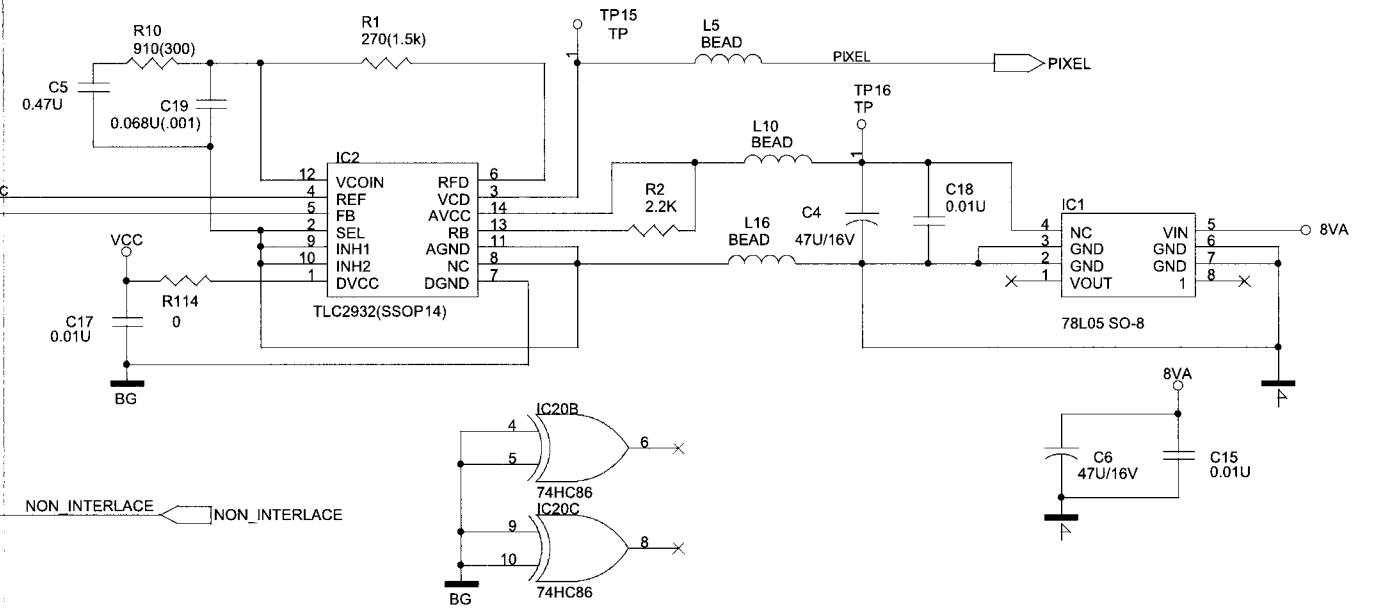 R10
910(300)
R1
270(1.5k)
TP15
TP
1
L5
BEAD
PIXEL
PIXEL
C5
0.47U
C19
0.068U(.001)
TP16
TP
1
L10
BEAD
IC2
12 VCOIN RFD 6
4 REF VCD 3
5 FB AVCC 14
2 SEL RB 13
9 INH1 AGND 11
10 INH2 NC 8
1 DVCC DGND 7
TLC2932(SSOP14)
C
R2
2.2K
C4
47U/16V
C18
0.01U
L16
BEAD
IC1
4 NC VIN 5
3 GND GND 6
2 GND GND 7
1 VOUT 1 8
78L05 SO-8
8VA
VCC
R114
0
C17
0.01U
BG
A
8VA
C6
47U/16V
C15
0.01U
A
IC20B
4
5
6
74HC86
IC20C
9
10
8
74HC86
BG
NON_INTERLACE
NON_INTERLACE